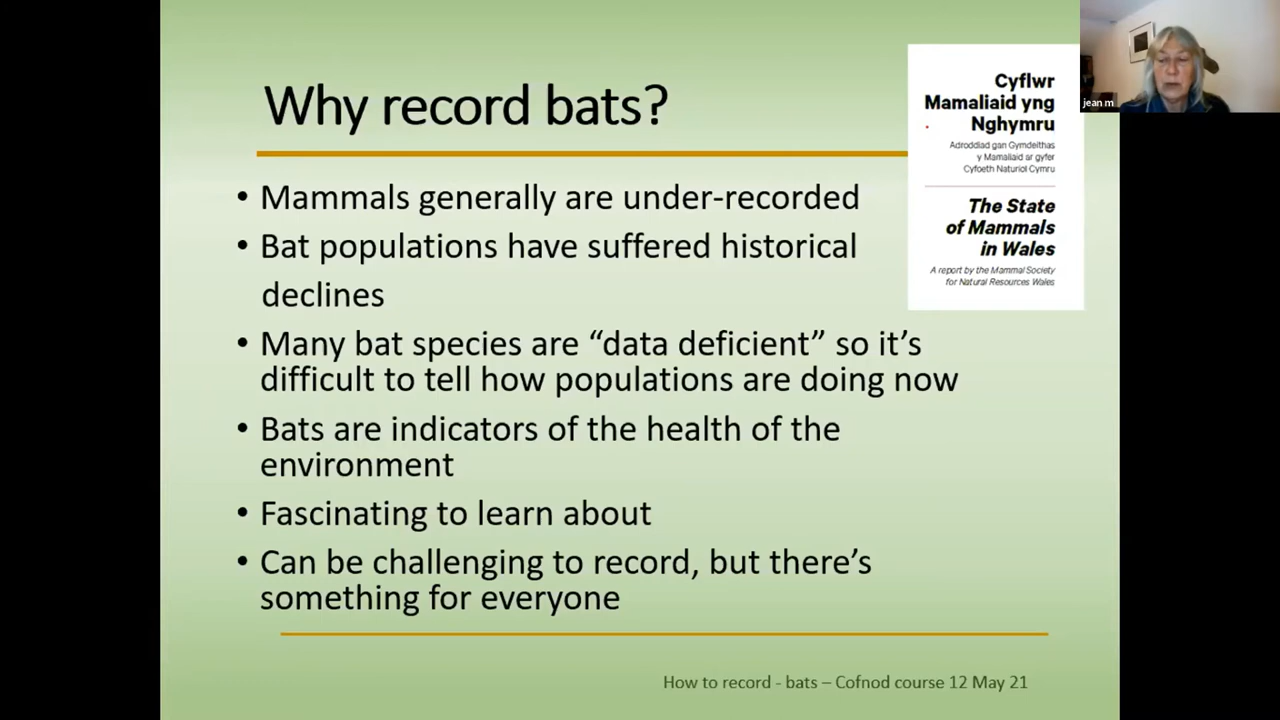 Why record bats?
• Mammals generally are under-recorded
• Bat populations have suffered historical
declines
• Many bat species are “data deficient” so it’s
difficult to tell how populations are doing now
• Bats are indicators of the health of the
environment
• Fascinating to learn about
• Can be challenging to record, but there’s
something for everyone
How to record - bats – Cofnod course 12 May 21
Cyflwr
Mamaliaid yng
Nghymru
Adroddiad gan Gymdeithas
y Mamaliaid ar gyfer
Cyfoeth Naturiol Cymru
The State
of Mammals
in Wales
A report by the Mammal Society
for Natural Resources Wales
jean m